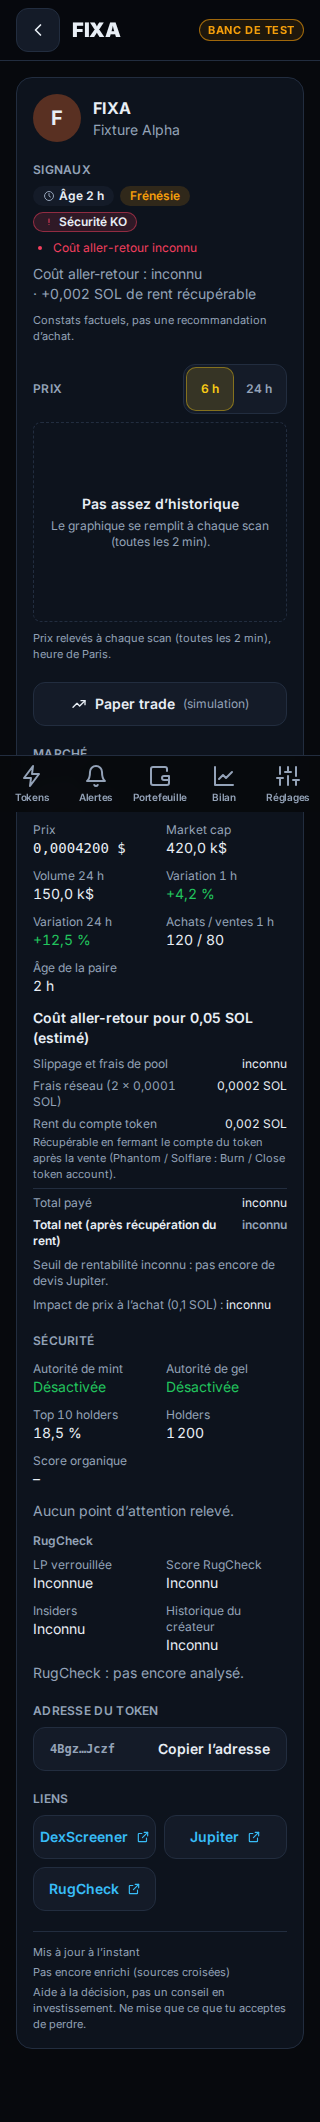 FIXA
BANC DE TEST
F
FIXA
Fixture Alpha
SIGNAUX
Âge 2 h
Frénésie
Sécurité KO
• Coût aller-retour inconnu
Coût aller-retour : inconnu
· +0,002 SOL de rent récupérable
Constats factuels, pas une recommandation
d’achat.
PRIX
6 h
24 h
Pas assez d’historique
Le graphique se remplit à chaque scan
(toutes les 2 min).
Prix relevés à chaque scan (toutes les 2 min),
heure de Paris.
Paper trade (simulation)
MARCHÉ
Tokens
Alertes
Portefeuille
Bilan
Réglages
Prix
Market cap
0,0004200 $
420,0 k$
Volume 24 h
Variation 1 h
150,0 k$
+4,2 %
Variation 24 h
Achats / ventes 1 h
+12,5 %
120 / 80
Âge de la paire
2 h
Coût aller-retour pour 0,05 SOL
(estimé)
Slippage et frais de pool
inconnu
Frais réseau (2 × 0,0001
SOL)
0,0002 SOL
Rent du compte token
0,002 SOL
Récupérable en fermant le compte du token
après la vente (Phantom / Solflare : Burn / Close
token account).
Total payé
inconnu
Total net (après récupération du
rent)
inconnu
Seuil de rentabilité inconnu : pas encore de
devis Jupiter.
Impact de prix à l’achat (0,1 SOL) : inconnu
SÉCURITÉ
Autorité de mint
Autorité de gel
Désactivée
Désactivée
Top 10 holders
Holders
18,5 %
1 200
Score organique
–
Aucun point d’attention relevé.
RugCheck
LP verrouillée
Score RugCheck
Inconnue
Inconnu
Insiders
Historique du
créateur
Inconnu
Inconnu
RugCheck : pas encore analysé.
ADRESSE DU TOKEN
4Bgz…Jczf
Copier l’adresse
LIENS
DexScreener
Jupiter
RugCheck
Mis à jour à l’instant
Pas encore enrichi (sources croisées)
Aide à la décision, pas un conseil en
investissement. Ne mise que ce que tu acceptes
de perdre.